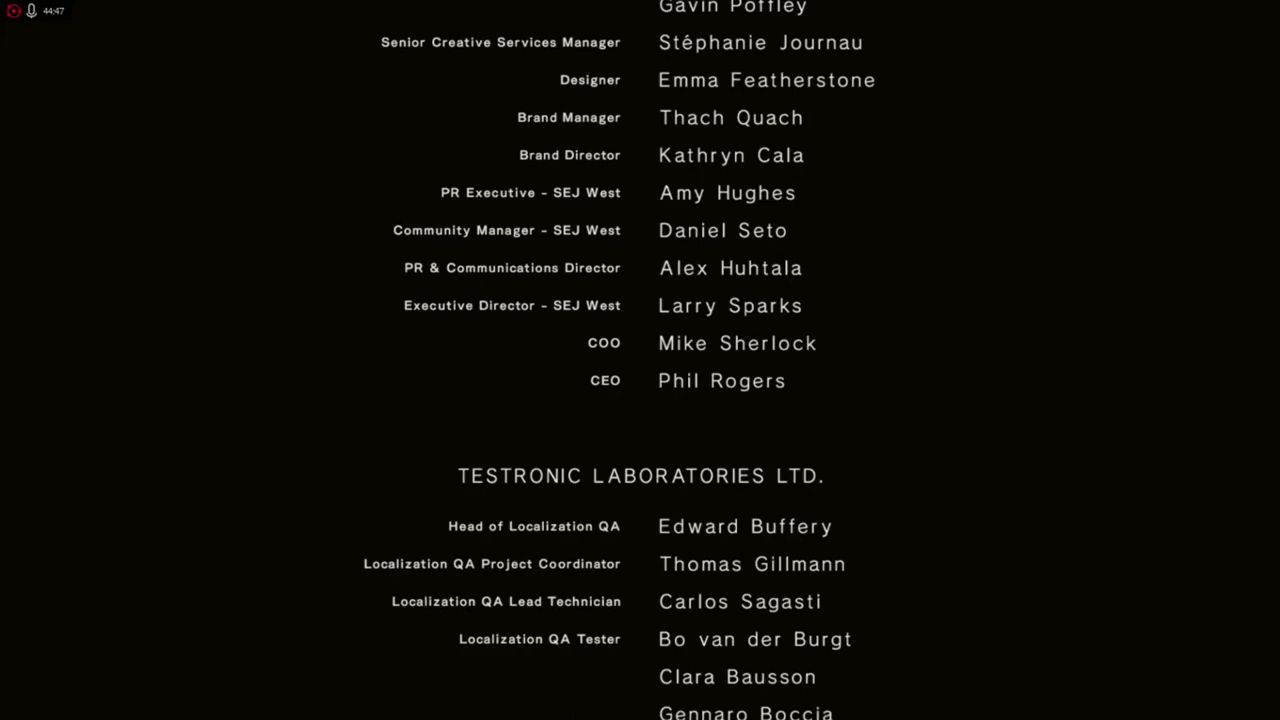 44:47
Gavin Poffley
Senior Creative Services Manager Stéphanie Journau
Designer Emma Featherstone
Brand Manager Thach Quach
Brand Director Kathryn Cala
PR Executive - SEJ West Amy Hughes
Community Manager - SEJ West Daniel Seto
PR & Communications Director Alex Huhtala
Executive Director - SEJ West Larry Sparks
COO Mike Sherlock
CEO Phil Rogers
TESTRONIC LABORATORIES LTD.
Head of Localization QA Edward Buffery
Localization QA Project Coordinator Thomas Gillmann
Localization QA Lead Technician Carlos Sagasti
Localization QA Tester Bo van der Burgt
Clara Bausson
Gennaro Boccia